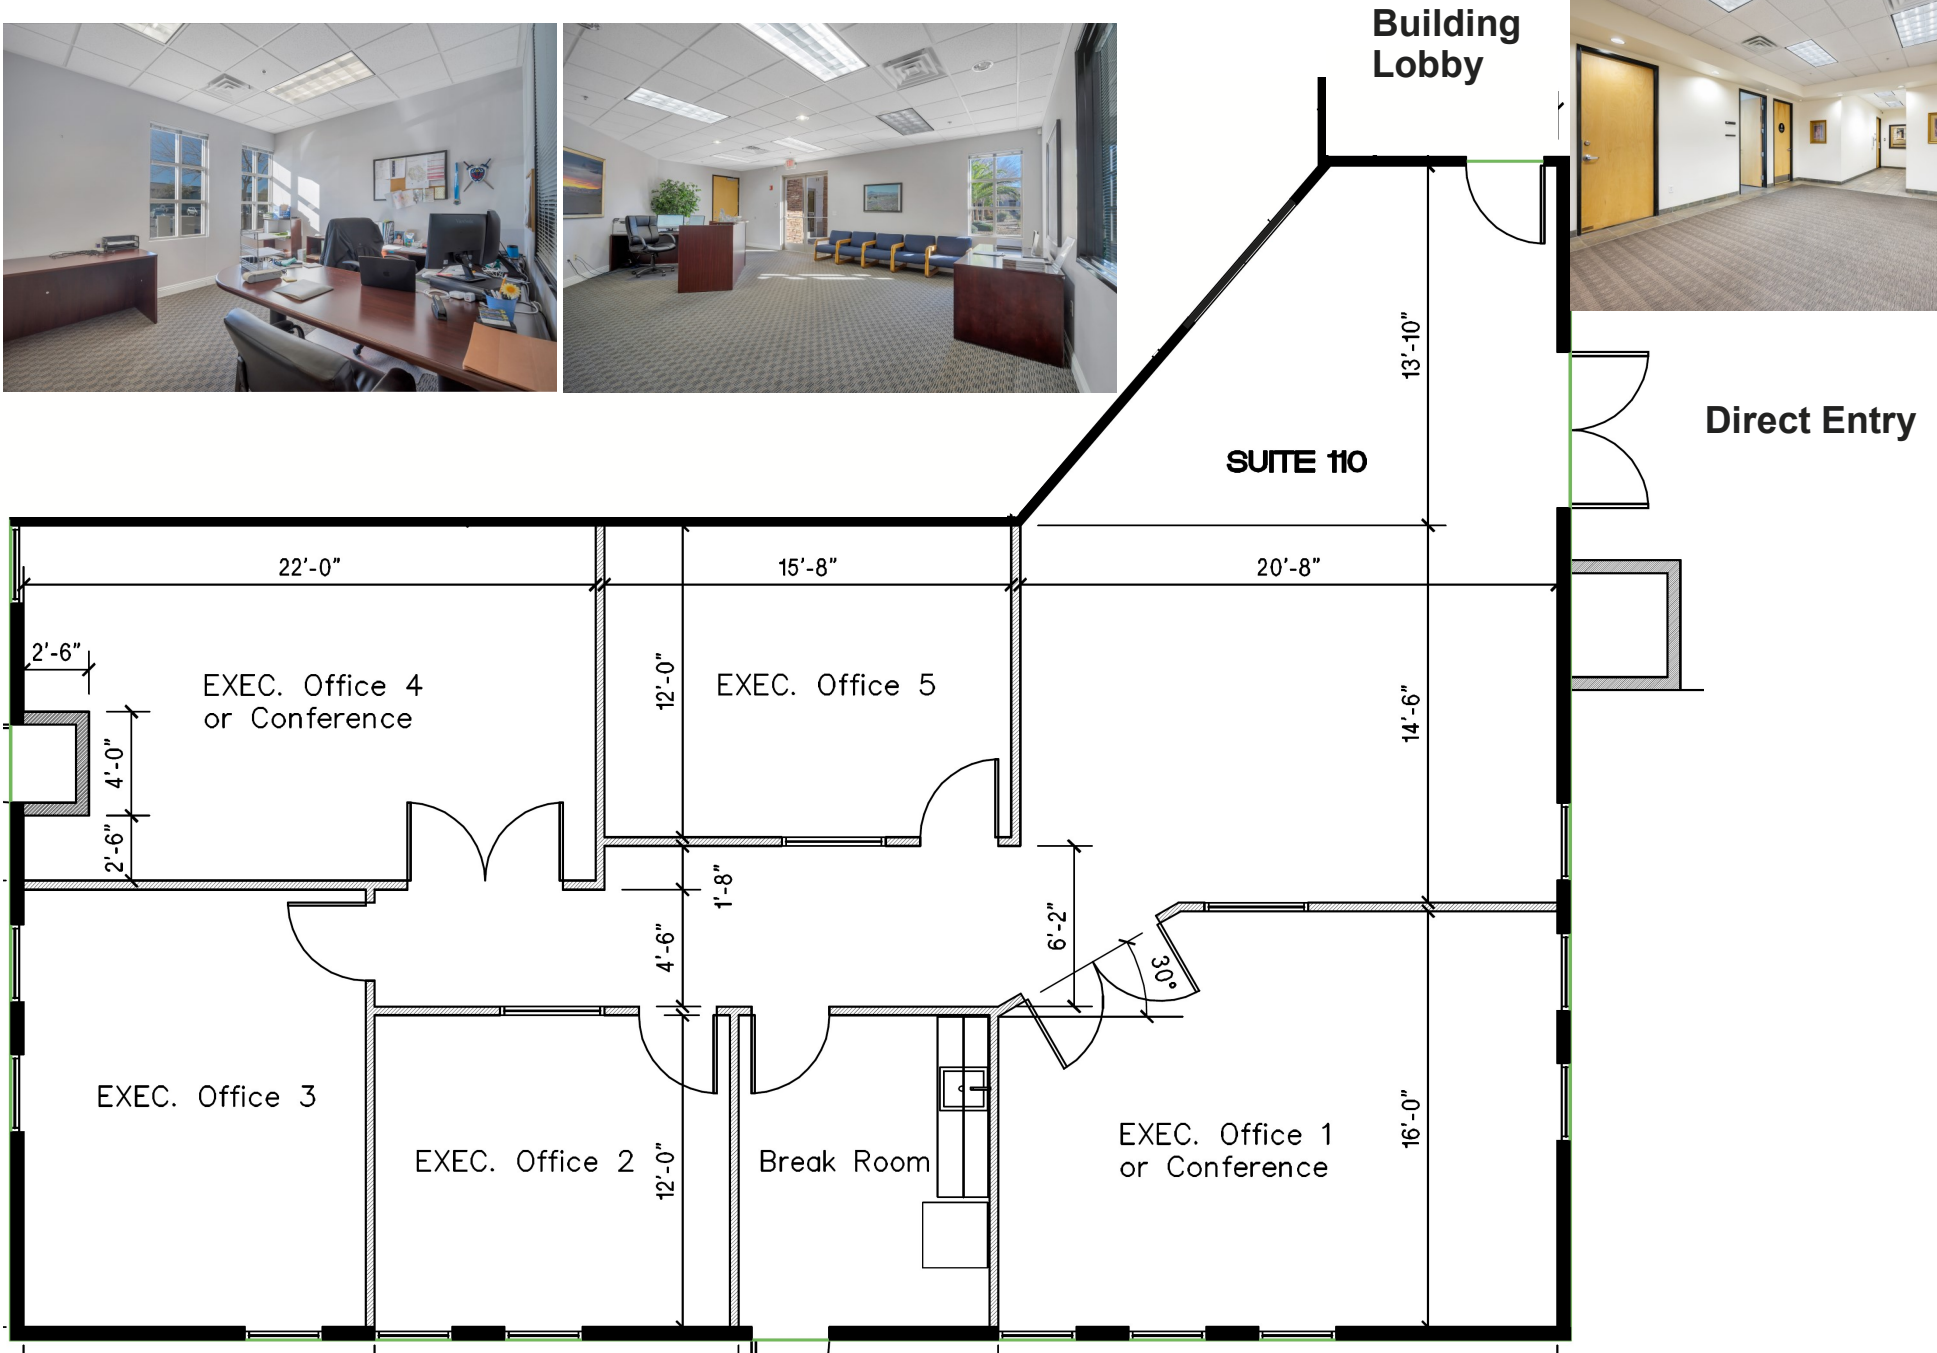 Building
Lobby
Direct Entry
SUITE 110
13'-10"
22'-0"
15'-8"
20'-8"
2'-6"
EXEC. Office 4
or Conference
12'-0"
EXEC. Office 5
14'-6"
4'-0"
2'-6"
1'-8"
4'-6"
6'-2"
30°
EXEC. Office 3
EXEC. Office 2
12'-0"
Break Room
EXEC. Office 1
or Conference
16'-0"